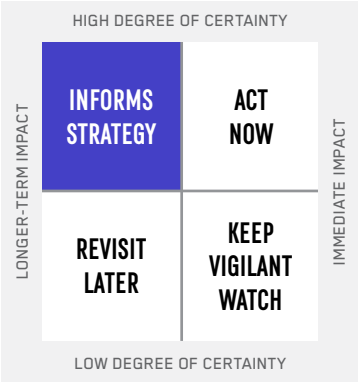 HIGH DEGREE OF CERTAINTY
LONGER-TERM IMPACT
INFORMS
STRATEGY
ACT
NOW
IMMEDIATE IMPACT
REVISIT
LATER
KEEP
VIGILANT
WATCH
LOW DEGREE OF CERTAINTY